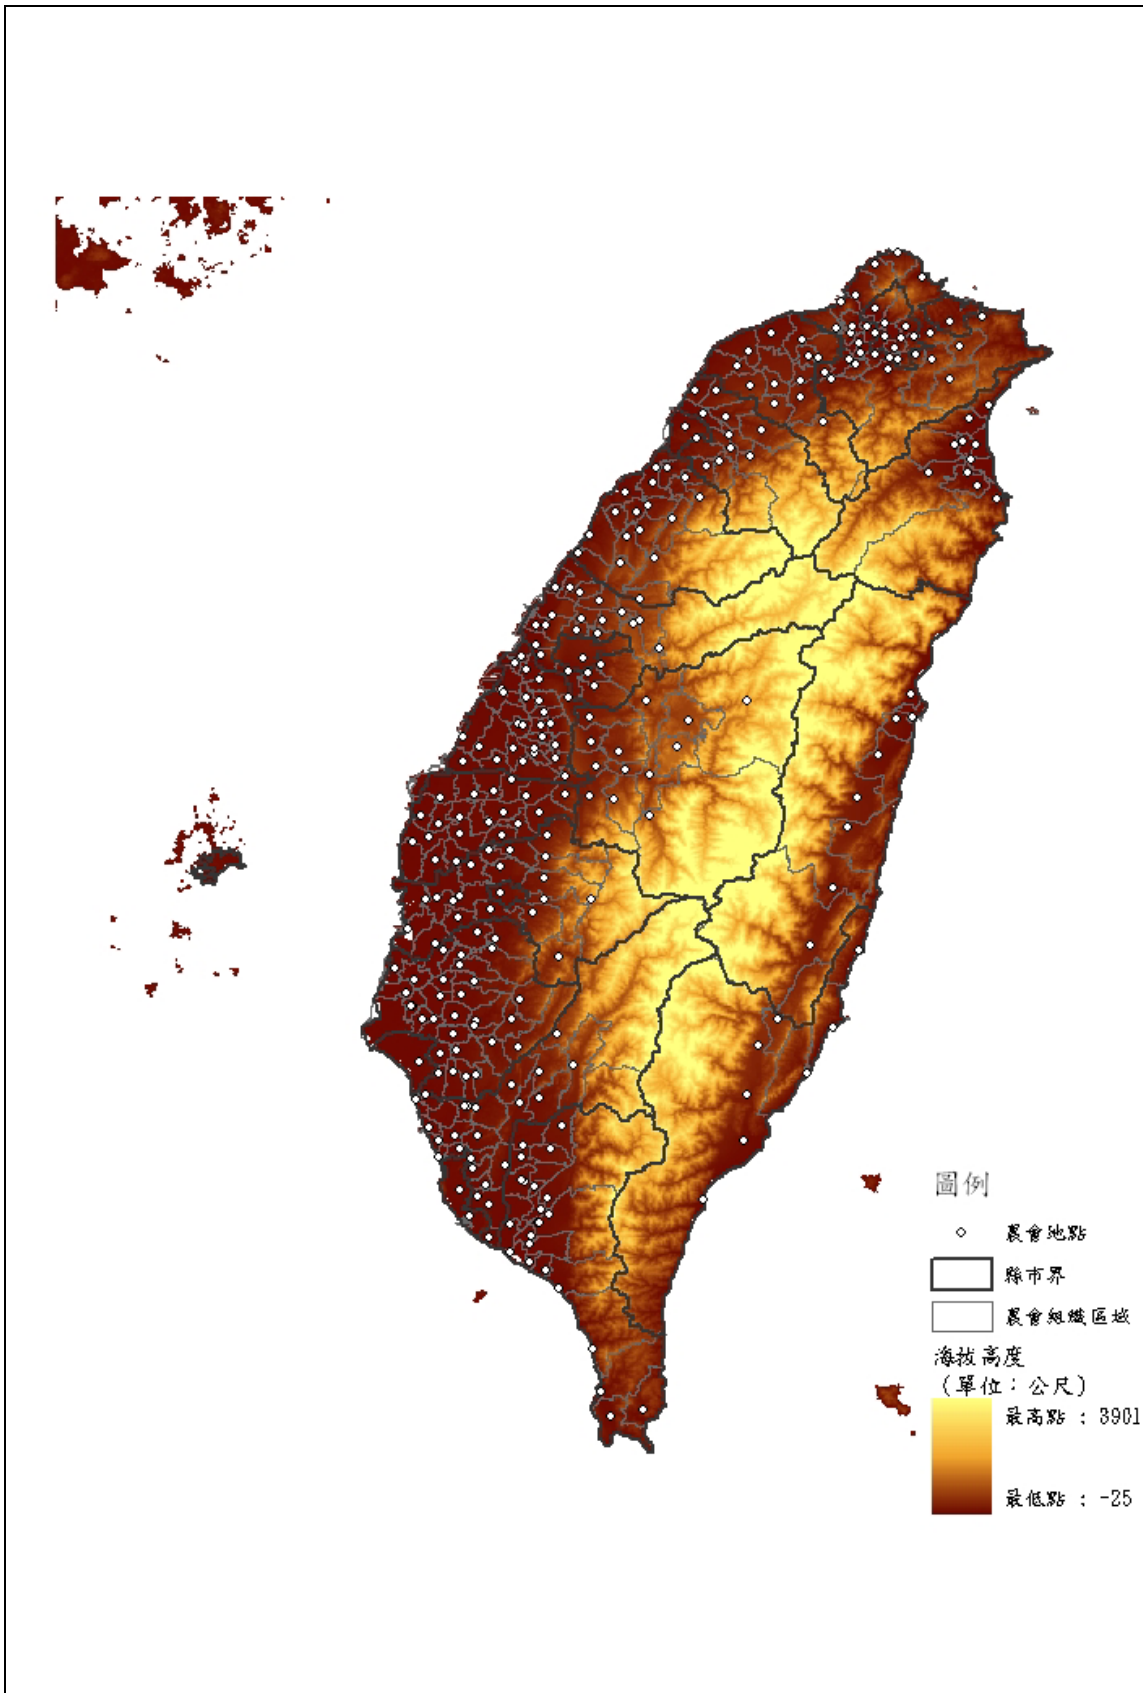 圖例
農會地點
縣市界
農會組織區域
海拔高度
(單位：公尺)
最高點 : 3901
最低點 : -25